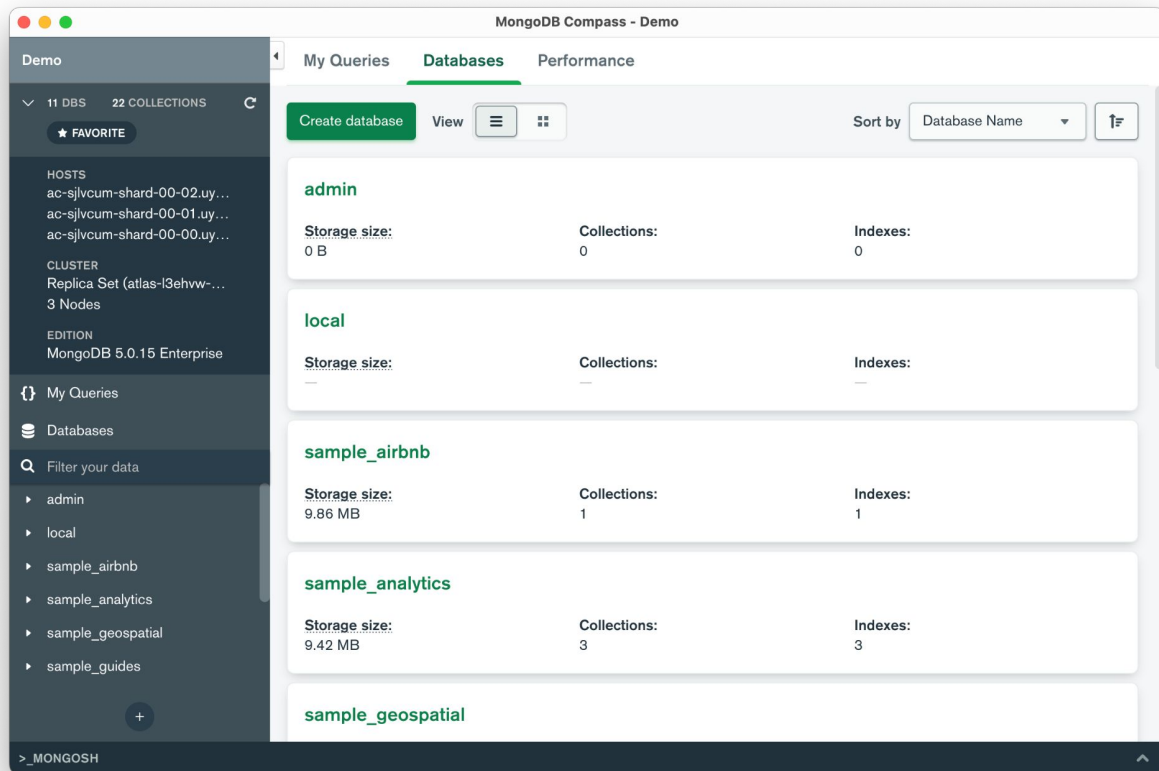 MongoDB Compass - Demo
Demo
11 DBS 22 COLLECTIONS
★ FAVORITE
HOSTS
ac-sjlvcum-shard-00-02.uy...
ac-sjlvcum-shard-00-01.uy...
ac-sjlvcum-shard-00-00.uy...
CLUSTER
Replica Set (atlas-l3ehvw-...
3 Nodes
EDITION
MongoDB 5.0.15 Enterprise
{} My Queries
Databases
Filter your data
admin
local
sample_airbnb
sample_analytics
sample_geospatial
sample_guides
+
My Queries Databases Performance
Create database View Sort by Database Name
admin
Storage size: Collections: Indexes:
0 B 0 0
local
Storage size: Collections: Indexes:
— — —
sample_airbnb
Storage size: Collections: Indexes:
9.86 MB 1 1
sample_analytics
Storage size: Collections: Indexes:
9.42 MB 3 3
sample_geospatial
>_MONGOSH